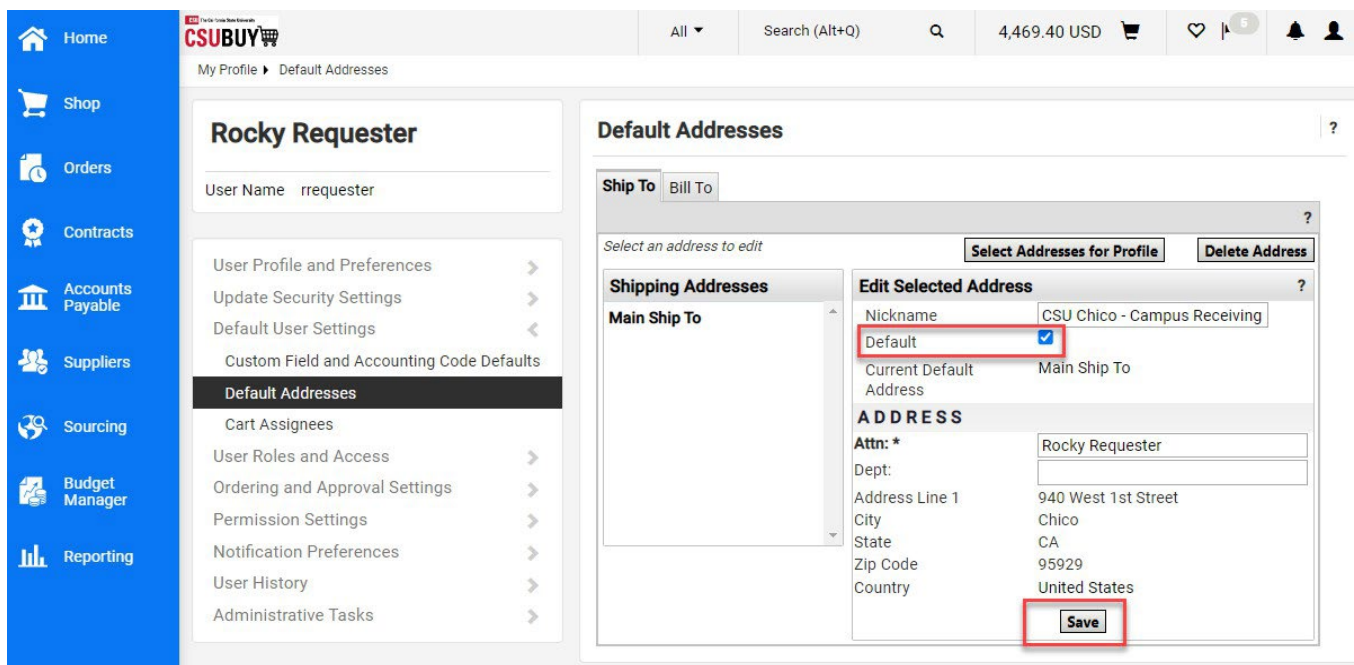 Home
Shop
Orders
Contracts
Accounts
Payable
Suppliers
Sourcing
Budget
Manager
Reporting
CSU The California State University
CSUBUY
All
Search (Alt+Q)
4,469.40 USD
5
My Profile Default Addresses
Rocky Requester
User Name rrequester
User Profile and Preferences
Update Security Settings
Default User Settings
Custom Field and Accounting Code Defaults
Default Addresses
Cart Assignees
User Roles and Access
Ordering and Approval Settings
Permission Settings
Notification Preferences
User History
Administrative Tasks
Default Addresses ?
Ship To Bill To
?
Select an address to edit Select Addresses for Profile Delete Address
Shipping Addresses
Main Ship To
Edit Selected Address ?
Nickname CSU Chico - Campus Receiving
Default
Current Default Main Ship To
Address
ADDRESS
Attn: * Rocky Requester
Dept:
Address Line 1 940 West 1st Street
City Chico
State CA
Zip Code 95929
Country United States
Save